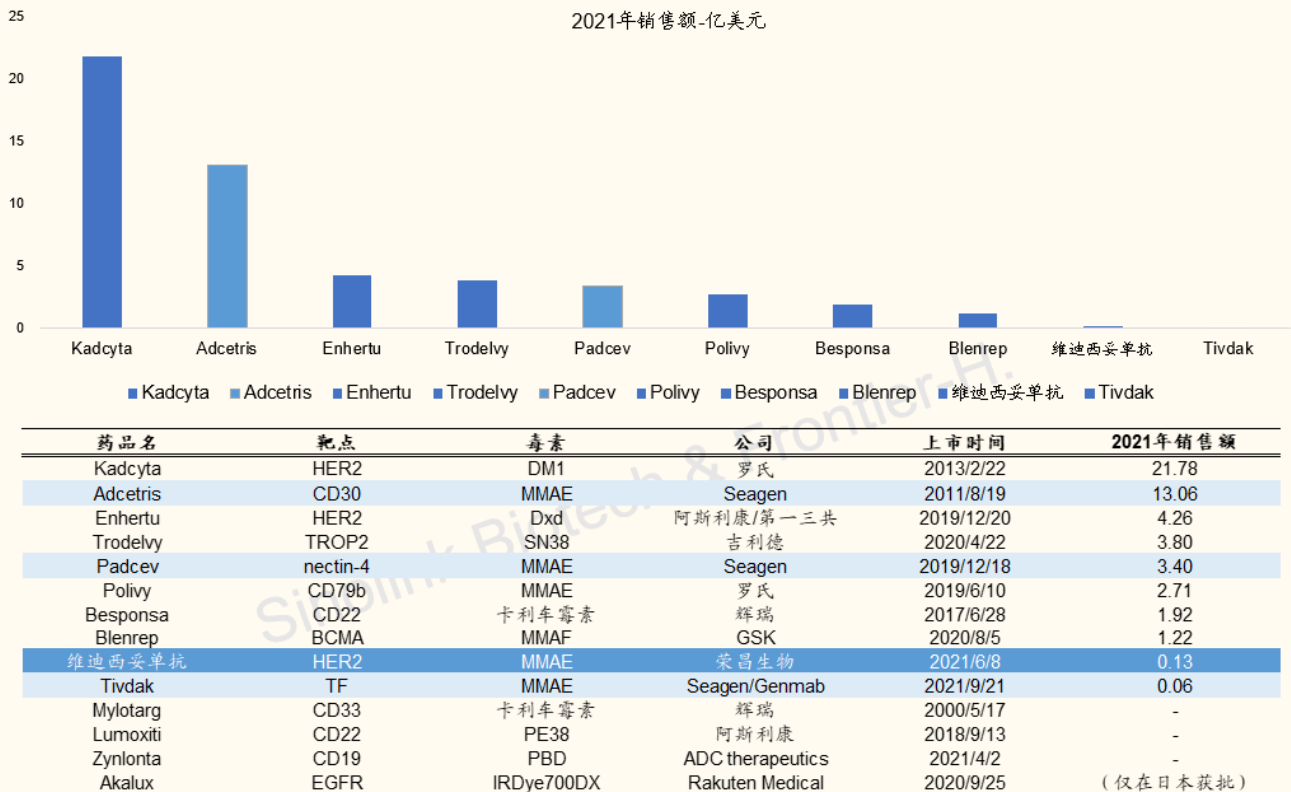 2021年销售额-亿美元
25
20
15
10
5
0
Kadcyta Adcetris Enhertu Trodelvy Padcev Polivy Besponsa Blenrep 维迪西妥单抗 Tivdak
Kadcyta Adcetris Enhertu Trodelvy Padcev Polivy Besponsa Blenrep 维迪西妥单抗 Tivdak
药品名 靶点 毒素 公司 上市时间 2021年销售额
Kadcyta HER2 DM1 罗氏 2013/2/22 21.78
Adcetris CD30 MMAE Seagen 2011/8/19 13.06
Enhertu HER2 Dxd 阿斯利康/第一三共 2019/12/20 4.26
Trodelvy TROP2 SN38 吉利德 2020/4/22 3.80
Padcev nectin-4 MMAE Seagen 2019/12/18 3.40
Polivy CD79b MMAE 罗氏 2019/6/10 2.71
Besponsa CD22 卡利车霉素 辉瑞 2017/6/28 1.92
Blenrep BCMA MMAF GSK 2020/8/5 1.22
维迪西妥单抗 HER2 MMAE 荣昌生物 2021/6/8 0.13
Tivdak TF MMAE Seagen/Genmab 2021/9/21 0.06
Mylotarg CD33 卡利车霉素 辉瑞 2000/5/17 -
Lumoxiti CD22 PE38 阿斯利康 2018/9/13 -
Zynlonta CD19 PBD ADC therapeutics 2021/4/2 -
Akalux EGFR IRDye700DX Rakuten Medical 2020/9/25 （仅在日本获批）
Sinolink Biotech & Frontier-H.